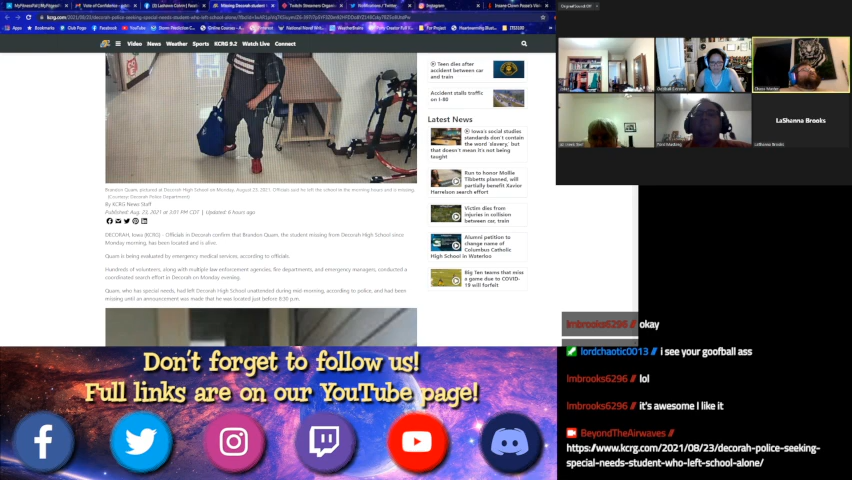 kcrg.com
Video News Weather Sports KCRG 9.2 Watch Live Connect
Brandon Quam, pictured at Decorah High School on Monday, August 23, 2021. Officials said he left the school in the morning hours and is missing.
(Courtesy: Decorah Police Department)
By KCRG News Staff
Published: Aug. 23, 2021 at 3:01 PM CDT | Updated: 6 hours ago
DECORAH, Iowa (KCRG) - Officials in Decorah confirm that Brandon Quam, the student missing from Decorah High School since
Monday morning, has been located and is alive.
Quam is being evaluated by emergency medical services, according to officials.
Hundreds of volunteers, along with multiple law enforcement agencies, fire departments, and emergency managers, conducted a
coordinated search effort in Decorah on Monday evening.
Quam, who has special needs, had left Decorah High School unattended during mid-morning, according to police, and had been
missing until an announcement was made that he was located just before 8:30 p.m.
Teen dies after
accident between car
and train
Accident stalls traffic
on I-80
Latest News
Iowa's social studies
standards don't contain
the word 'slavery,' but
that doesn't mean it's not being
taught
Run to honor Mollie
Tibbetts planned, will
partially benefit Xavier
Harrelson search effort
Victim dies from
injuries in collision
between car, train
Alumni petition to
change name of
Columbus Catholic
High School in Waterloo
Big Ten teams that miss
a game due to COVID-
19 will forfeit
LaShanna Brooks
LaShanna Brooks
lmbrooks6296 // okay
lordchaotic0013 // i see your goofball ass
lmbrooks6296 // lol
lmbrooks6296 // it's awesome I like it
BeyondTheAirwaves //
https://www.kcrg.com/2021/08/23/decorah-police-seeking-
special-needs-student-who-left-school-alone/
Don't forget to follow us!
Full links are on our YouTube page!